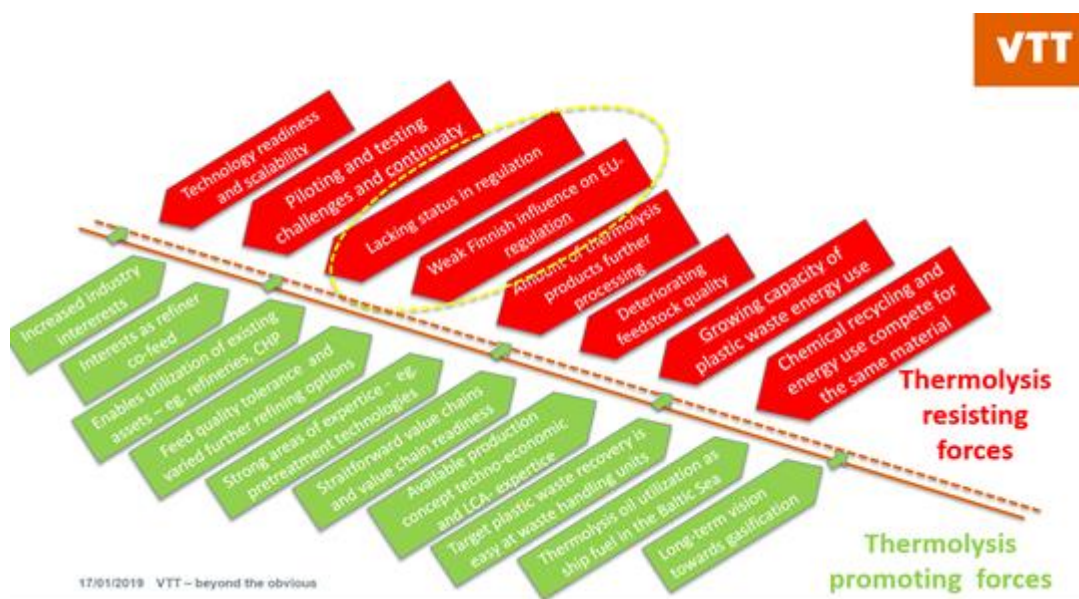 VTT
Technology readiness
and scalability
Piloting and testing
challenges and continuaty
Lacking status in regulation
Weak Finnish influence on EU-
regulation
Amount of thermolysis
products further
processing
Deteriorating
feedstock quality
Growing capacity of
plastic waste energy use
Chemical recycling and
energy use compete for
the same material
Thermolysis
resisting
forces
Increased industry
intererests
Interests as refiner
co-feed
Enables utilization of existing
assets – eg. refineries, CHP
Feed quality tolerance and
varied further refining options
Strong areas of expertice - eg.
pretreatment technologies
Straitforward value chains
and value chain readiness
Available production
concept techno-economic
and LCA- expertice
Target plastic waste recovery is
easy at waste handling units
Thermolysis oil utilization as
ship fuel in the Baltic Sea
Long-term vision
towards gasification
Thermolysis
promoting forces
17/01/2019 VTT – beyond the obvious